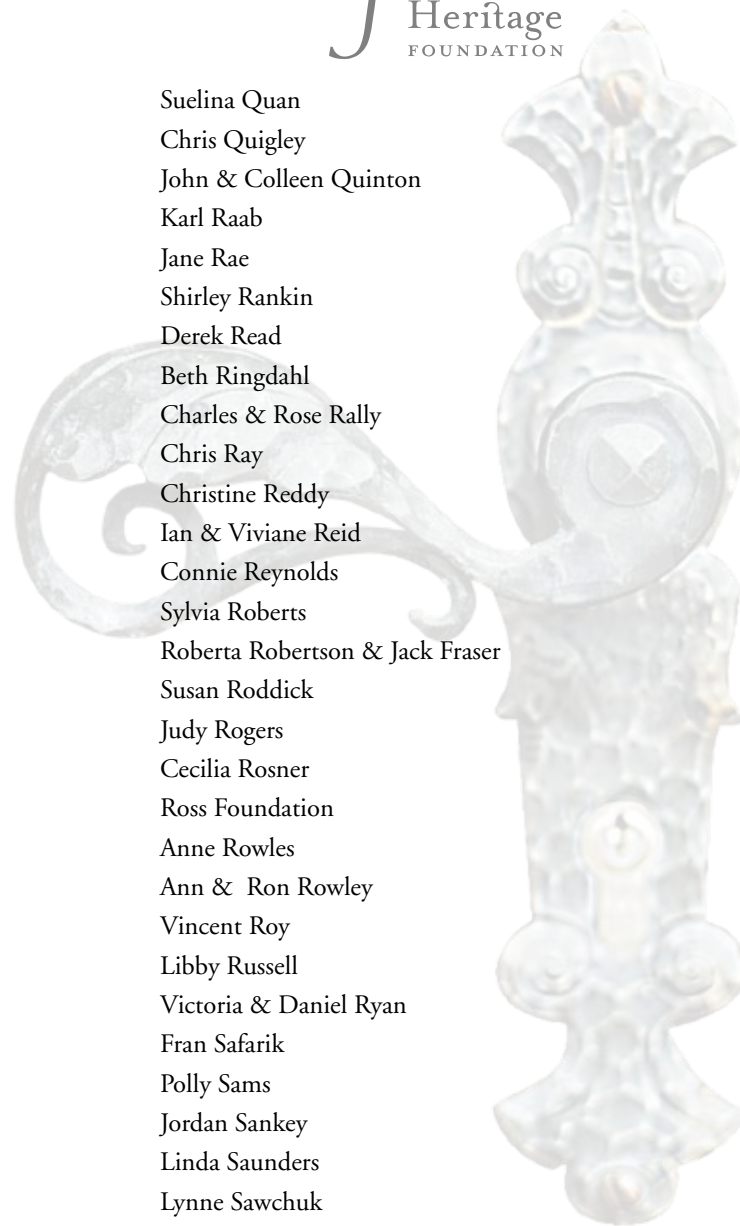 Heritage
FOUNDATION
Suelina Quan
Chris Quigley
John & Colleen Quinton
Karl Raab
Jane Rae
Shirley Rankin
Derek Read
Beth Ringdahl
Charles & Rose Rally
Chris Ray
Christine Reddy
Ian & Viviane Reid
Connie Reynolds
Sylvia Roberts
Roberta Robertson & Jack Fraser
Susan Roddick
Judy Rogers
Cecilia Rosner
Ross Foundation
Anne Rowles
Ann &  Ron Rowley
Vincent Roy
Libby Russell
Victoria & Daniel Ryan
Fran Safarik
Polly Sams
Jordan Sankey
Linda Saunders
Lynne Sawchuk